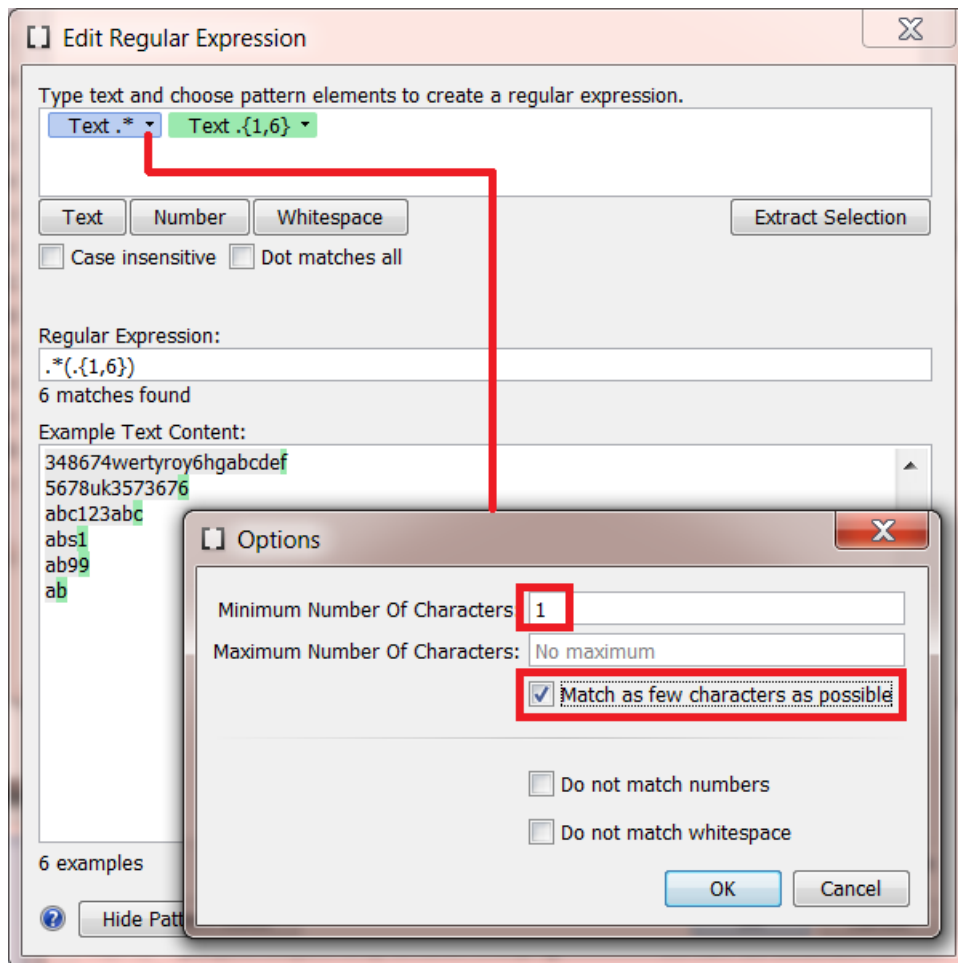 Edit Regular Expression
Type text and choose pattern elements to create a regular expression.
Text .* Text .{1,6}
Text Number Whitespace Extract Selection
Case insensitive Dot matches all
Regular Expression:
.*(.{1,6})
6 matches found
Example Text Content:
348674wertyroy6hgabcdef
5678uk3573676
abc123abc
abs1
ab99
ab
Options
Minimum Number Of Characters 1
Maximum Number Of Characters: No maximum
Match as few characters as possible
Do not match numbers
Do not match whitespace
OK Cancel
6 examples
Hide Patt